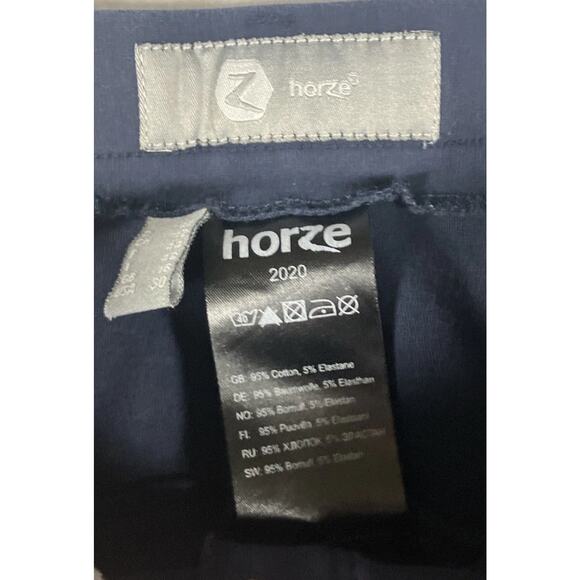 horze
horze
2020
GB: 95% Cotton, 5% Elastane
DE: 95% Baumwolle, 5% Elasthan
NO: 95% Bomull, 5% Elastan
FI: 95% Puuvilla, 5% Elastaani
RU: 95% ХЛОПОК, 5% ЭЛАСТАН
SW: 95% Bomull, 5% Elastan